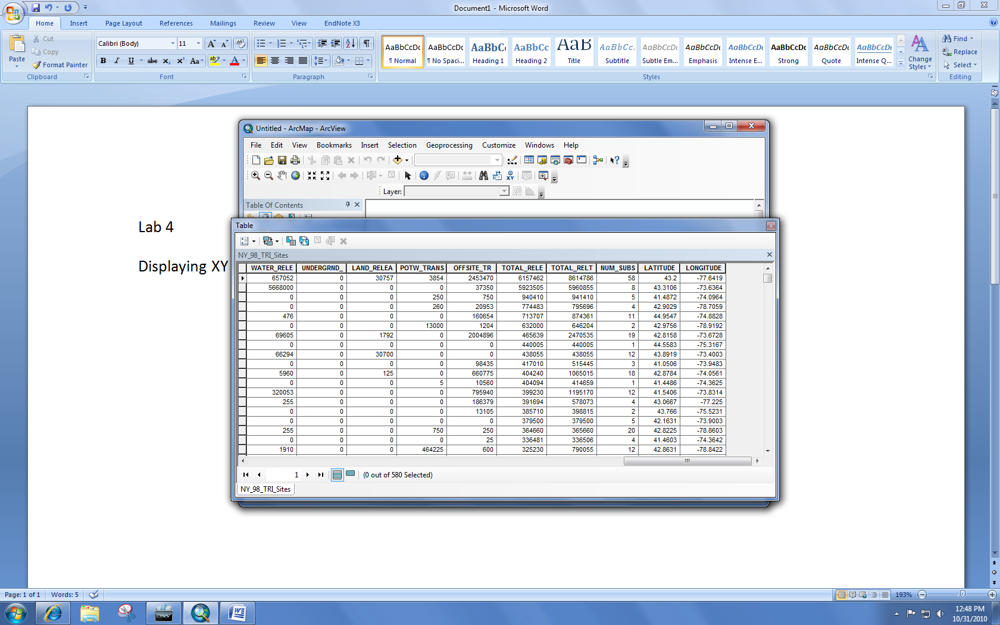 Document1 - Microsoft Word
Home Insert Page Layout References Mailings Review View EndNote X3
Paste
Cut
Copy
Format Painter
Clipboard
Calibri (Body) 11
Font
Paragraph
AaBbCcDc AaBbCcDc AaBbC AaBbCc AaB AaBbCc. AaBbCcDc AaBbCcDc AaBbCcDc AaBbCcDc AaBbCcDc AaBbCcDc
¶ Normal ¶ No Spaci... Heading 1 Heading 2 Title Subtitle Subtle Em... Emphasis Intense E... Strong Quote Intense Q...
Change Styles
Styles
Find
Replace
Select
Editing
Lab 4
Displaying XY
Untitled - ArcMap - ArcView
File Edit View Bookmarks Insert Selection Geoprocessing Customize Windows Help
Layer:
Table Of Contents
Table
NY_98_TRI_Sites
WATER_RELE UNDERGRND_ LAND_RELEA POTW_TRANS OFFSITE_TR TOTAL_RELE TOTAL_RELT NUM_SUBS LATITUDE LONGITUDE
657052 0 30757 3854 2453470 6157462 8614786 58 43.2 -77.6419
5668000 0 0 0 37350 5923505 5960855 8 43.3106 -73.6364
0 0 0 250 750 940410 941410 5 41.4872 -74.0964
0 0 0 260 20953 774483 795696 4 42.9029 -78.7059
476 0 0 0 160654 713707 874361 11 44.9547 -74.8828
0 0 0 13000 1204 632000 646204 2 42.9756 -78.9192
69605 0 1792 0 2004896 465639 2470535 19 42.8158 -73.6728
0 0 0 0 0 440005 440005 1 44.5583 -75.3167
66294 0 30700 0 0 438055 438055 12 43.8919 -73.4003
0 0 0 0 98435 417010 515445 3 41.0506 -73.9483
5960 0 125 0 660775 404240 1065015 18 42.8784 -74.0561
0 0 0 5 10560 404094 414659 1 41.4486 -74.3625
320053 0 0 0 795940 399230 1195170 12 41.5406 -73.8314
255 0 0 0 186379 391694 578073 4 43.0667 -77.225
0 0 0 0 13105 385710 398815 2 43.766 -75.5231
0 0 0 0 0 379500 379500 5 42.1631 -73.9003
255 0 0 750 250 364660 365660 20 42.8225 -78.8603
0 0 0 0 25 336481 336506 4 41.4603 -74.3642
1910 0 0 464225 600 325230 790055 12 42.8631 -78.8422
1 (0 out of 580 Selected)
NY_98_TRI_Sites
Page: 1 of 1 Words: 5 193%
12:48 PM
10/31/2010